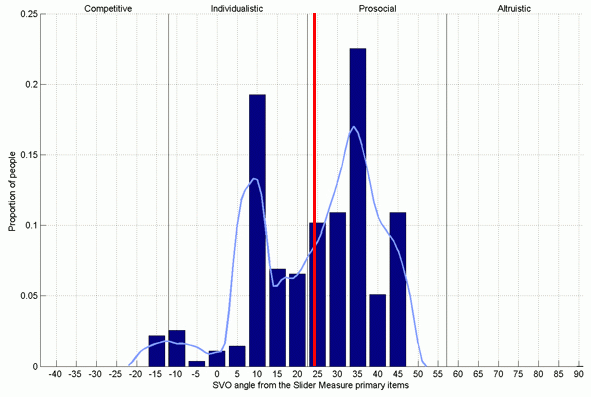 Competitive Individualistic Prosocial Altruistic
0.25
0.2
0.15
0.1
0.05
0
Proportion of people
-40 -35 -30 -25 -20 -15 -10 -5 0 5 10 15 20 25 30 35 40 45 50 55 60 65 70 75 80 85 90
SVO angle from the Slider Measure primary items